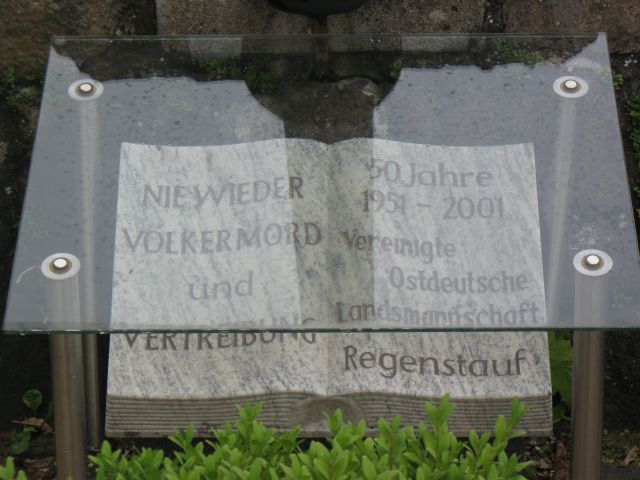 NIE WIEDER
VÖLKERMORD
und
VERTREIBUNG
50 Jahre
1951 - 2001
Vereinigte
Ostdeutsche
Landsmannschaft
Regenstauf